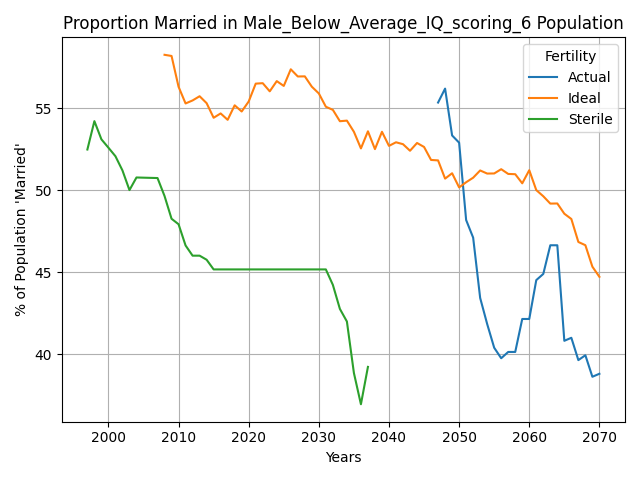 Proportion Married in Male_Below_Average_IQ_scoring_6 Population
% of Population 'Married'
55
50
45
40
Fertility
Actual
Ideal
Sterile
2000 2010 2020 2030 2040 2050 2060 2070
Years